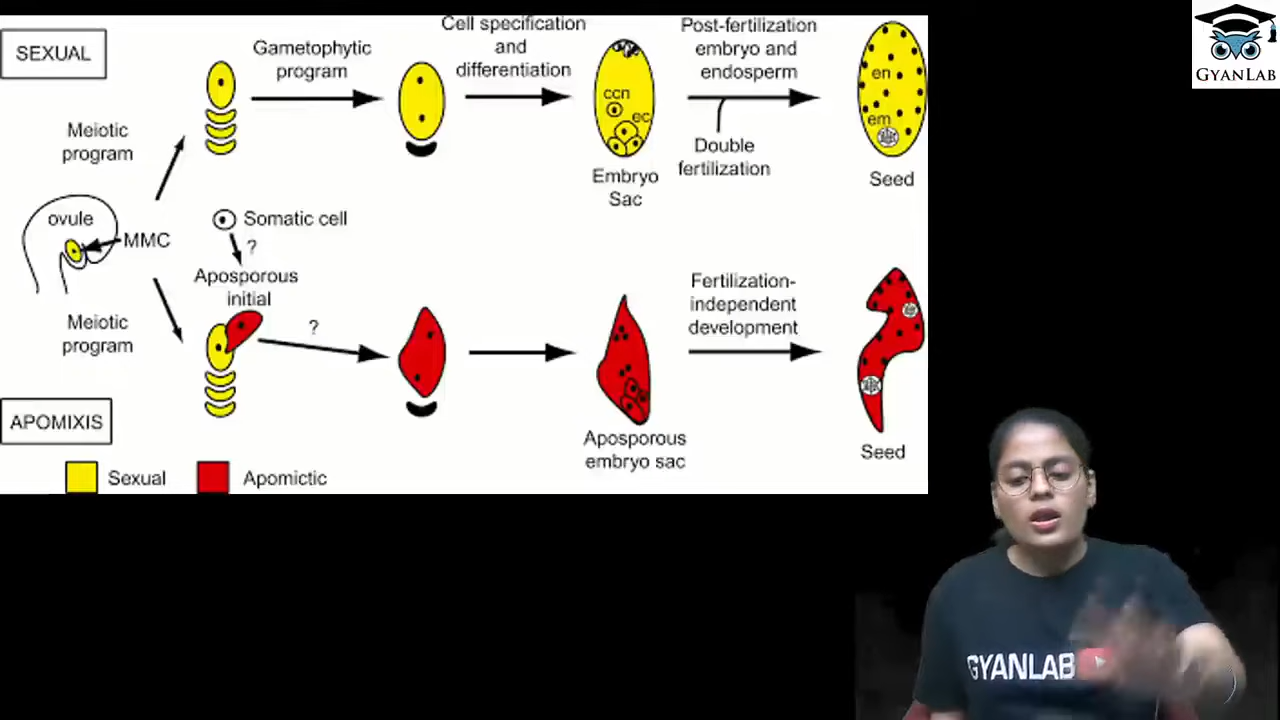 SEXUAL
Meiotic
program
Gametophytic
program
Cell specification
and
differentiation
ccn
ec
Embryo
Sac
Post-fertilization
embryo and
endosperm
Double
fertilization
en
em
Seed
ovule
MMC
Somatic cell
?
Aposporous
initial
Meiotic
program
?
Aposporous
embryo sac
Fertilization-
independent
development
Seed
APOMIXIS
Sexual
Apomictic
GYANLAB
GYANLAB